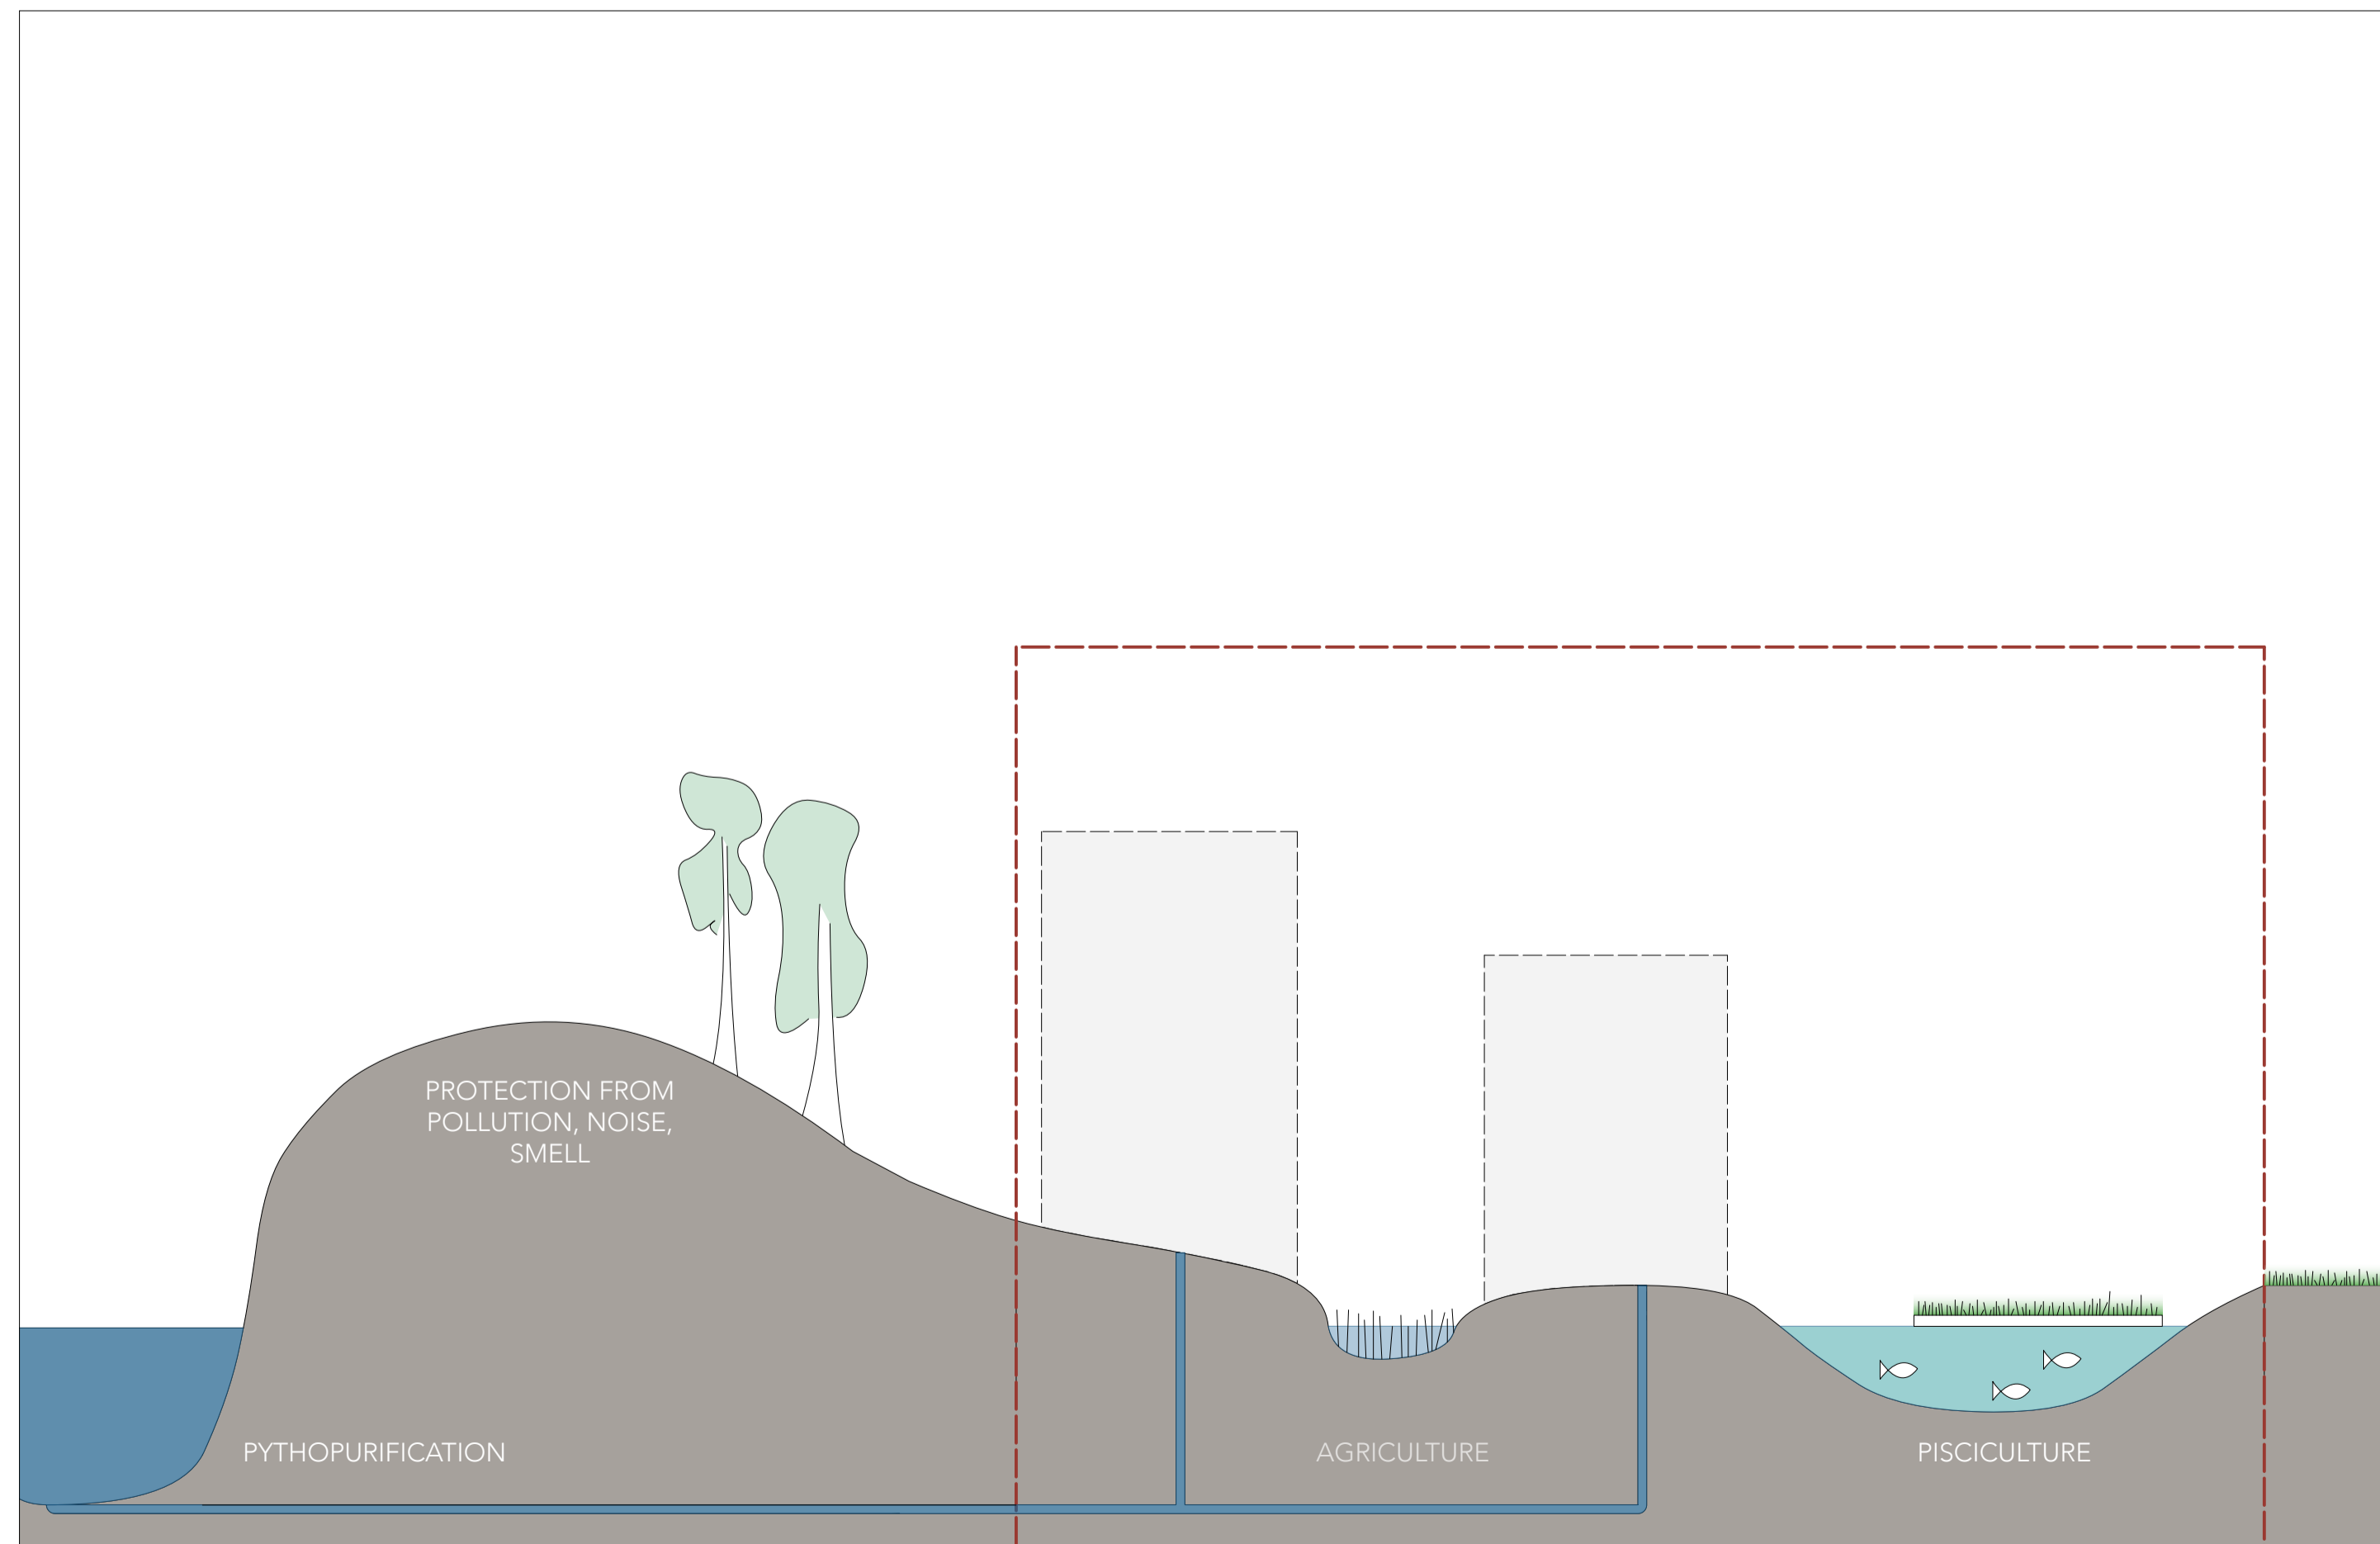 PROTECTION FROM
POLLUTION, NOISE,
SMELL
PYTHOPURIFICATION
AGRICULTURE
PISCICULTURE